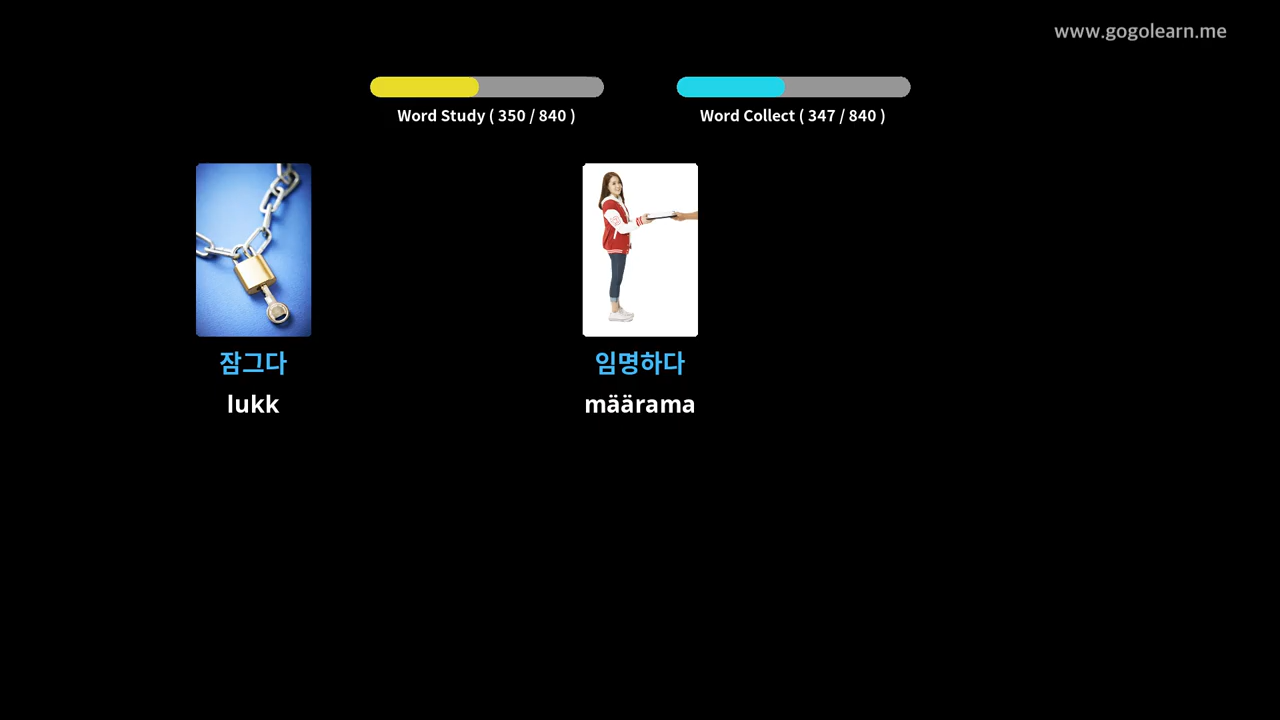 www.gogolearn.me
Word Study ( 350 / 840 )
Word Collect ( 347 / 840 )
잠그다
lukk
임명하다
määrama